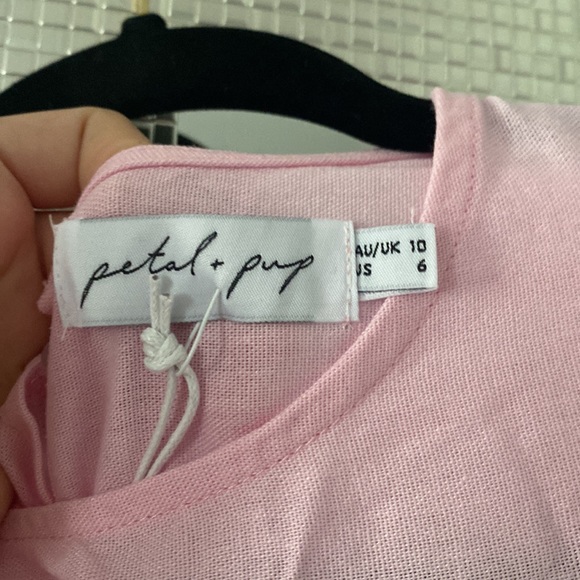 petal + pup
AU/UK 10
US 6